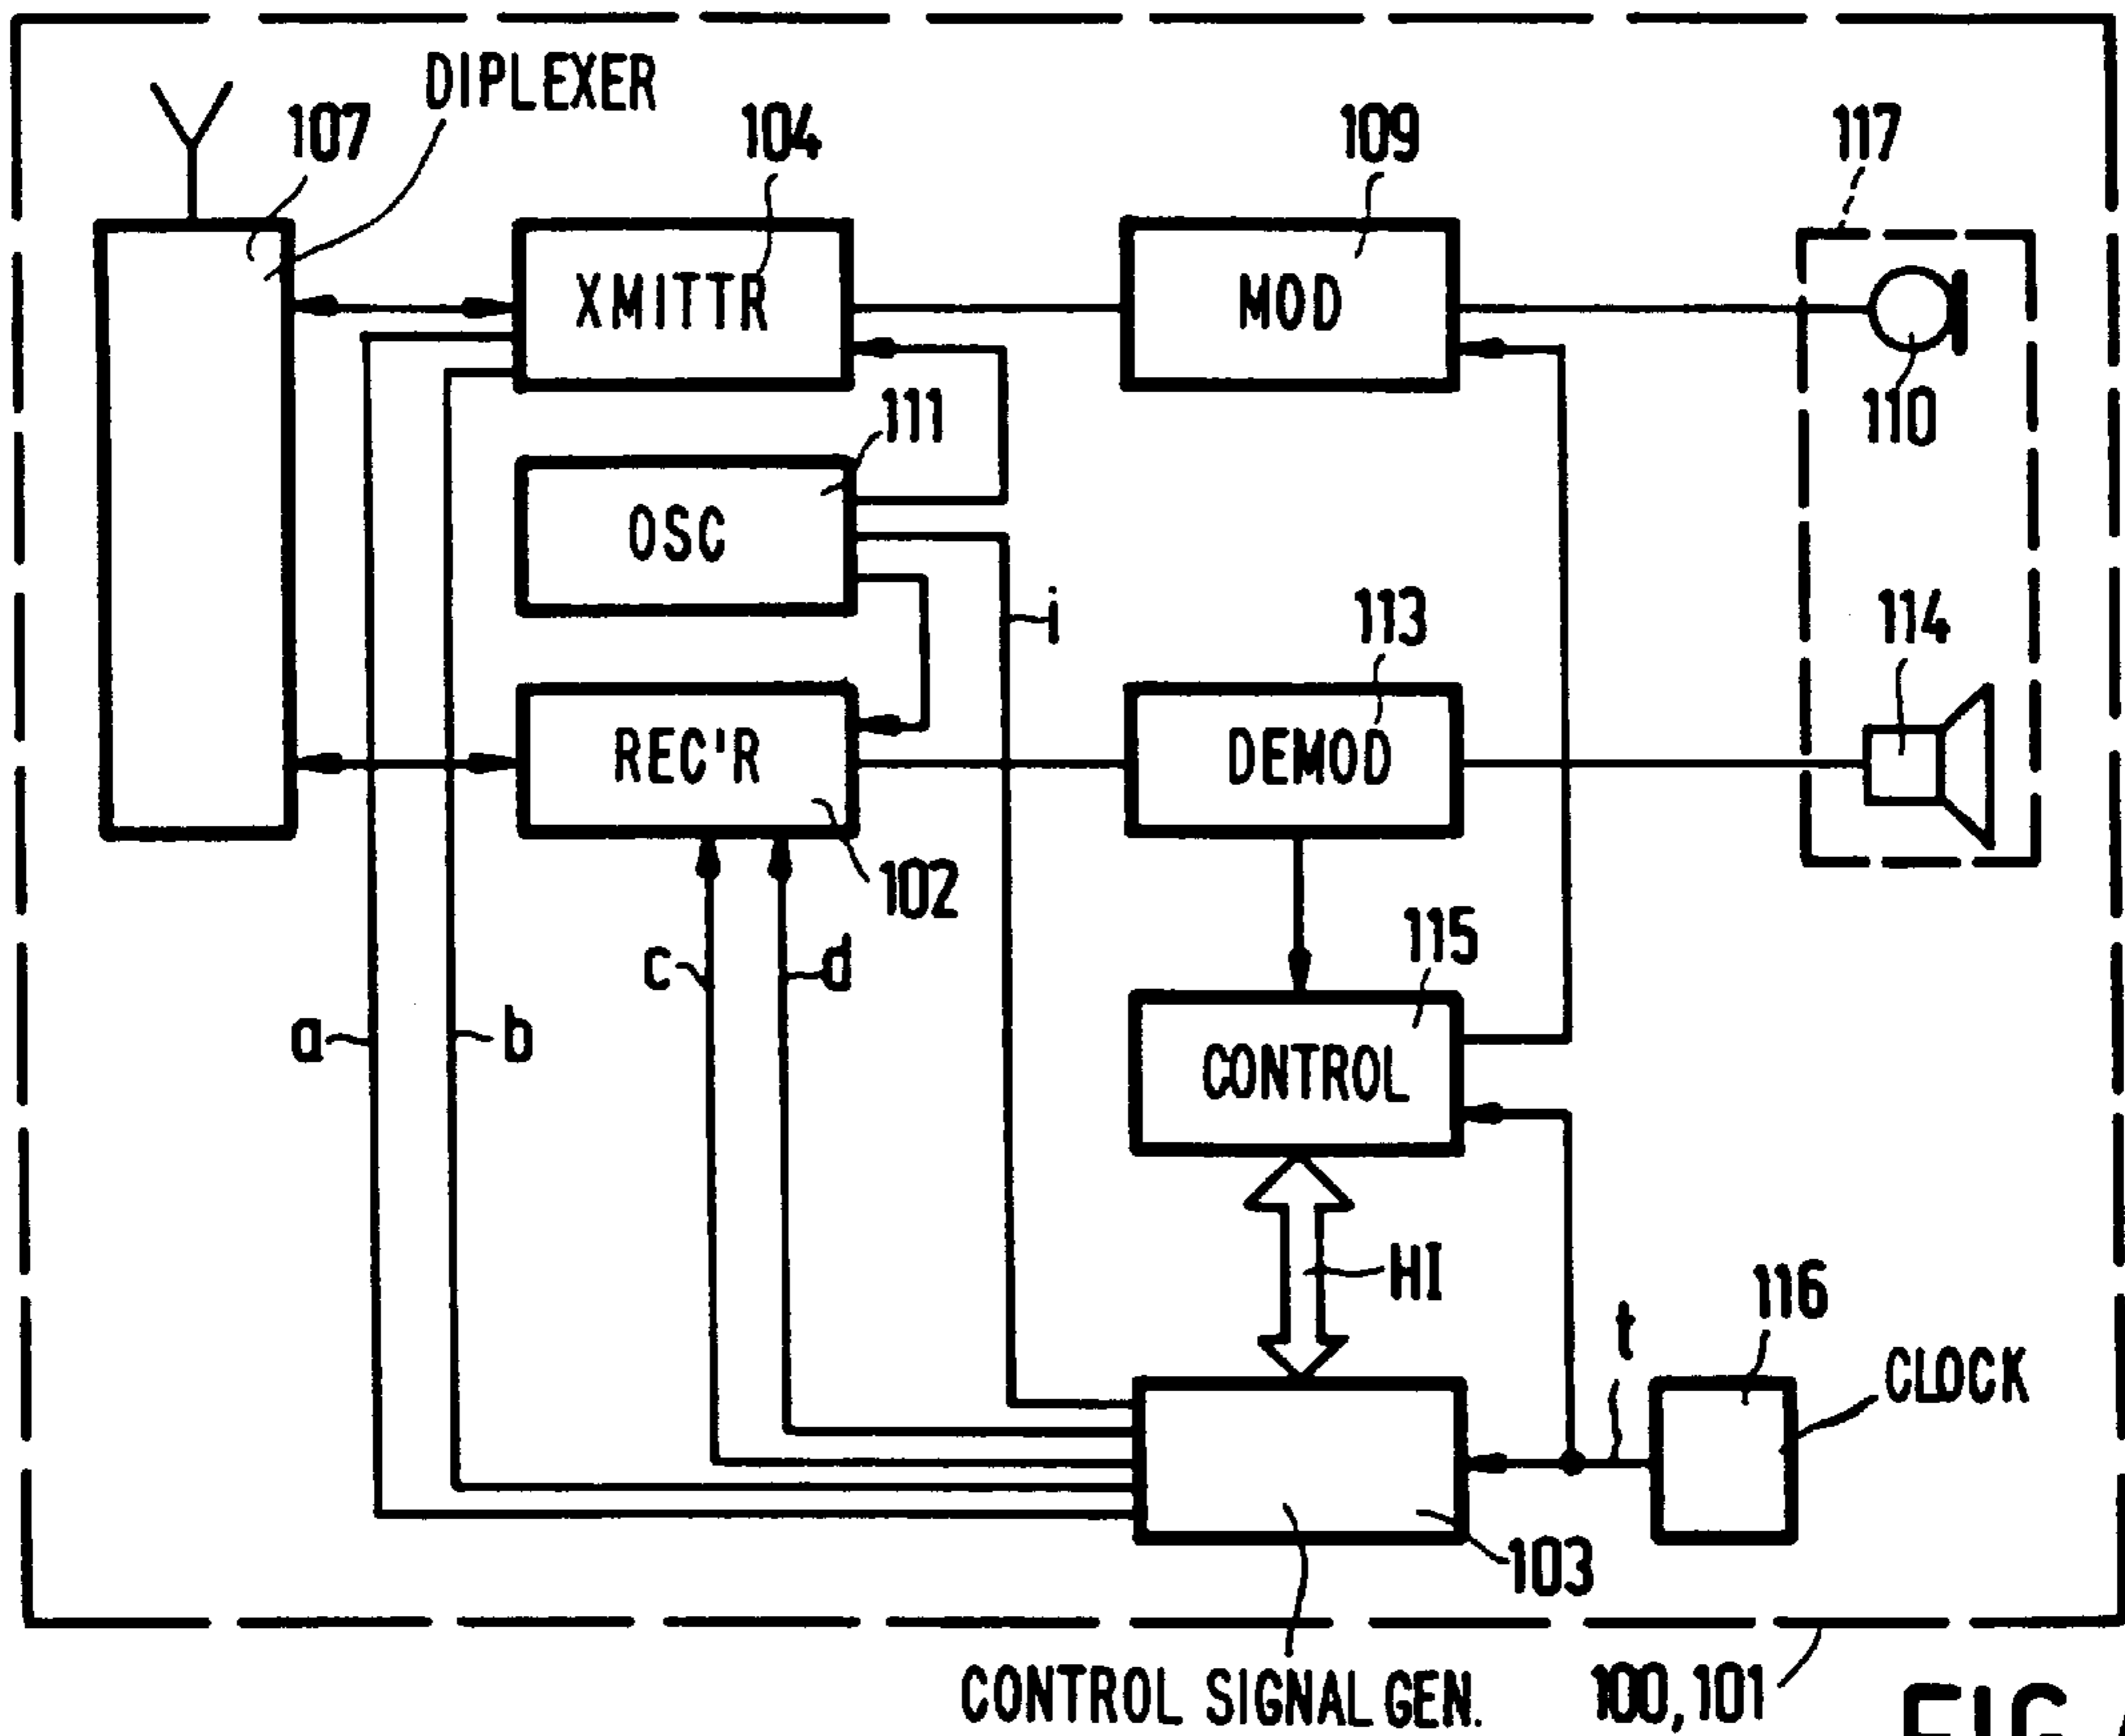 DIPLEXER
107
104
109
117
XMITTR
MOD
110
111
OSC
i
113
114
REC'R
DEMOD
102
115
c
d
a
b
CONTROL
HI
116
t
CLOCK
103
CONTROL SIGNAL GEN.
100, 101
FIG